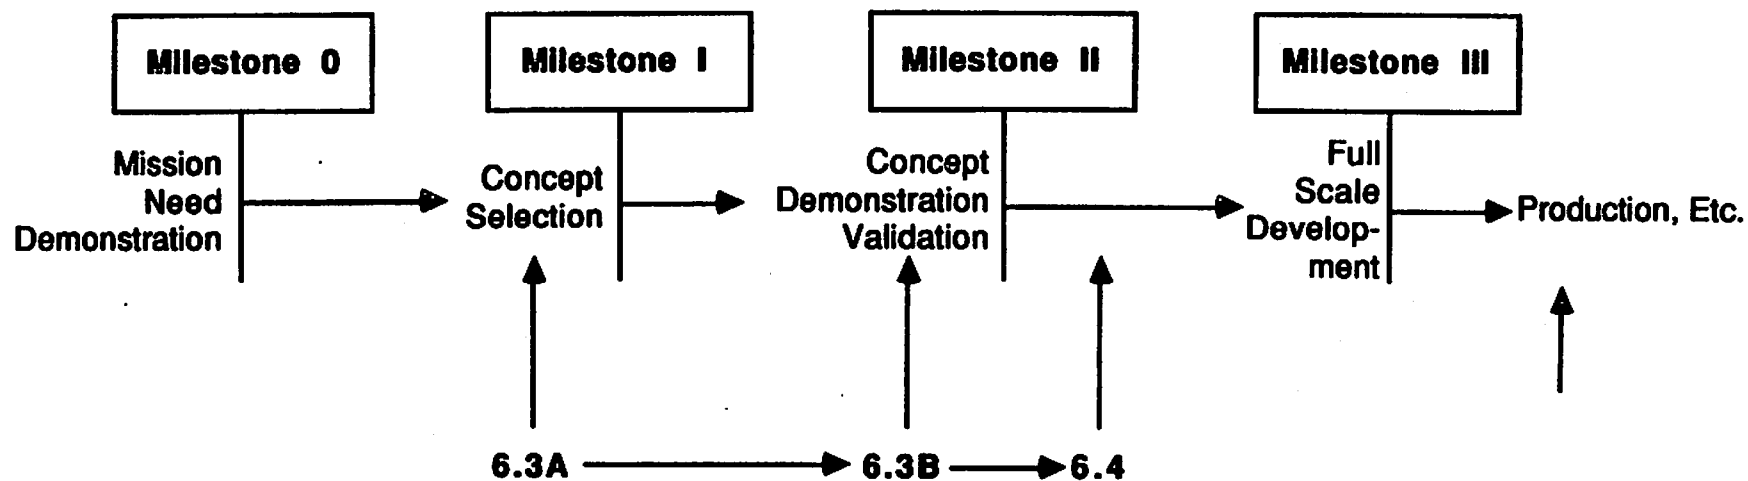 Milestone 0
Milestone I
Milestone II
Milestone III
Mission
Need
Demonstration
Concept
Selection
Concept
Demonstration
Validation
Full
Scale
Develop-
ment
Production, Etc.
6.3A
6.3B
6.4